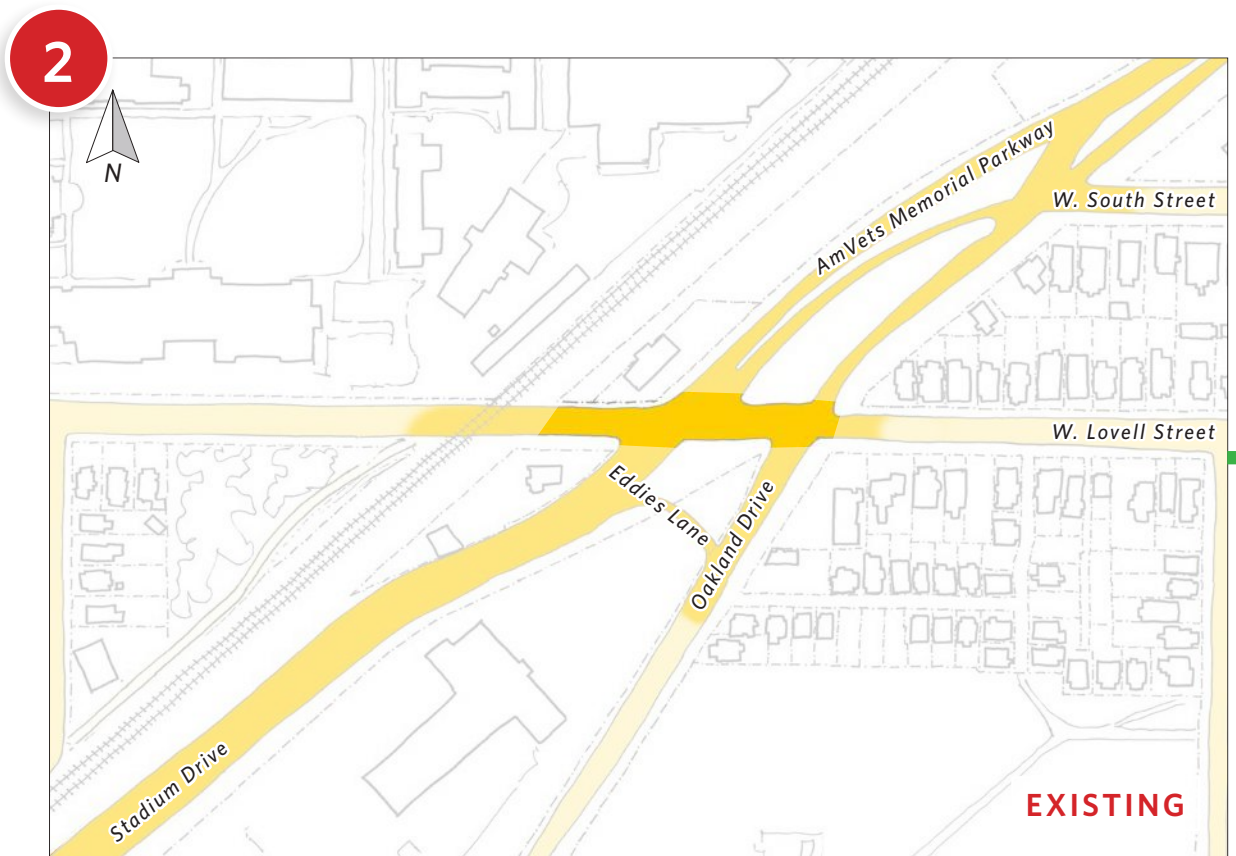 2
N
AmVets Memorial Parkway
W. South Street
W. Lovell Street
Eddies Lane
Oakland Drive
Stadium Drive
EXISTING